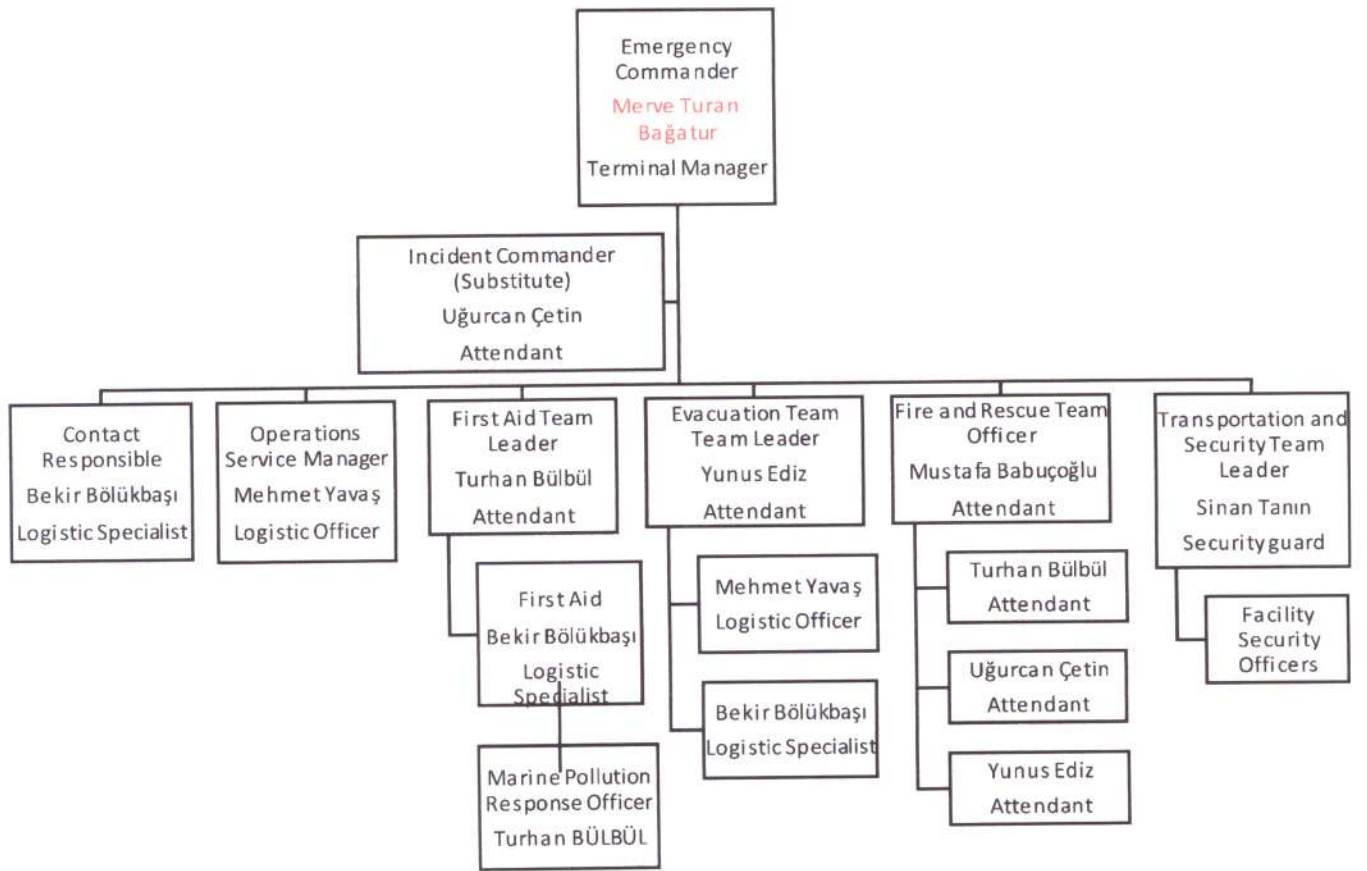 Emergency
Commander
Merve Turan
Bağatur
Terminal Manager
Incident Commander
(Substitute)
Uğurcan Çetin
Attendant
Contact
Responsible
Bekir Bölükbaşı
Logistic Specialist
Operations
Service Manager
Mehmet Yavaş
Logistic Officer
First Aid Team
Leader
Turhan Bülbül
Attendant
First Aid
Bekir Bölükbaşı
Logistic
Specialist
Marine Pollution
Response Officer
Turhan BÜLBÜL
Evacuation Team
Team Leader
Yunus Ediz
Attendant
Mehmet Yavaş
Logistic Officer
Bekir Bölükbaşı
Logistic Specialist
Fire and Rescue Team
Officer
Mustafa Babuçoğlu
Attendant
Turhan Bülbül
Attendant
Uğurcan Çetin
Attendant
Yunus Ediz
Attendant
Transportation and
Security Team
Leader
Sinan Tanın
Security guard
Facility
Security
Officers